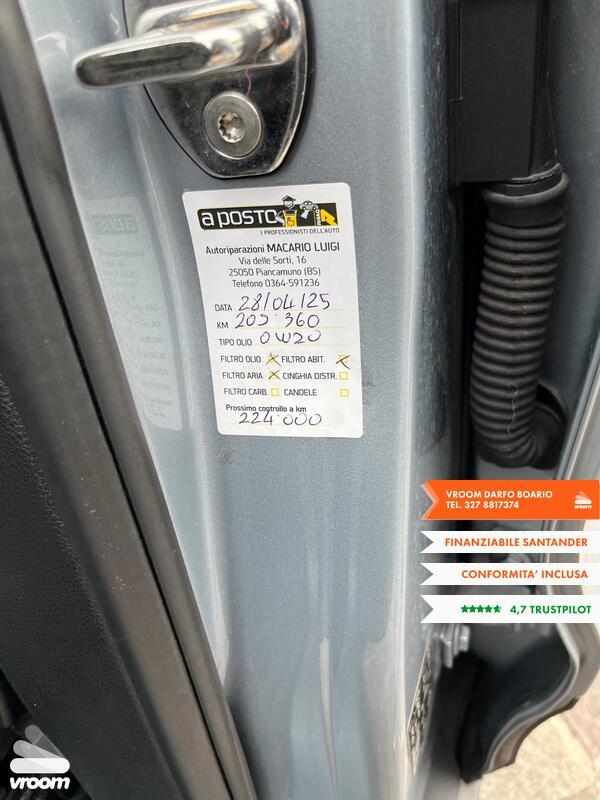 a POSTO
PUNTO
I PROFESSIONISTI DELL'AUTO
Autoriparazioni MACARIO LUIGI
Via delle Sorti, 16
25050 Piancamuno (BS)
Telefono 0364-591236
DATA 28/04/25
KM 209.360
TIPO OLIO 0W20
FILTRO OLIO FILTRO ABIT.
FILTRO ARIA CINGHIA DISTR.
FILTRO CARB. CANDELE
Prossimo controllo a km
224.000
VROOM DARFO BOARIO
TEL. 327 8817374
vroom
FINANZIABILE SANTANDER
CONFORMITA' INCLUSA
4,7 TRUSTPILOT
vroom